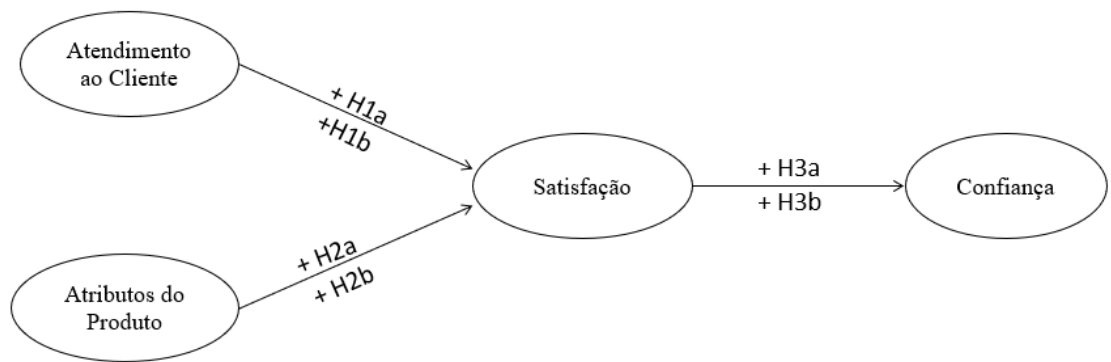 Atendimento
ao Cliente
+ H1a
+H1b
Satisfação
+ H3a
+ H3b
Confiança
+ H2a
+ H2b
Atributos do
Produto